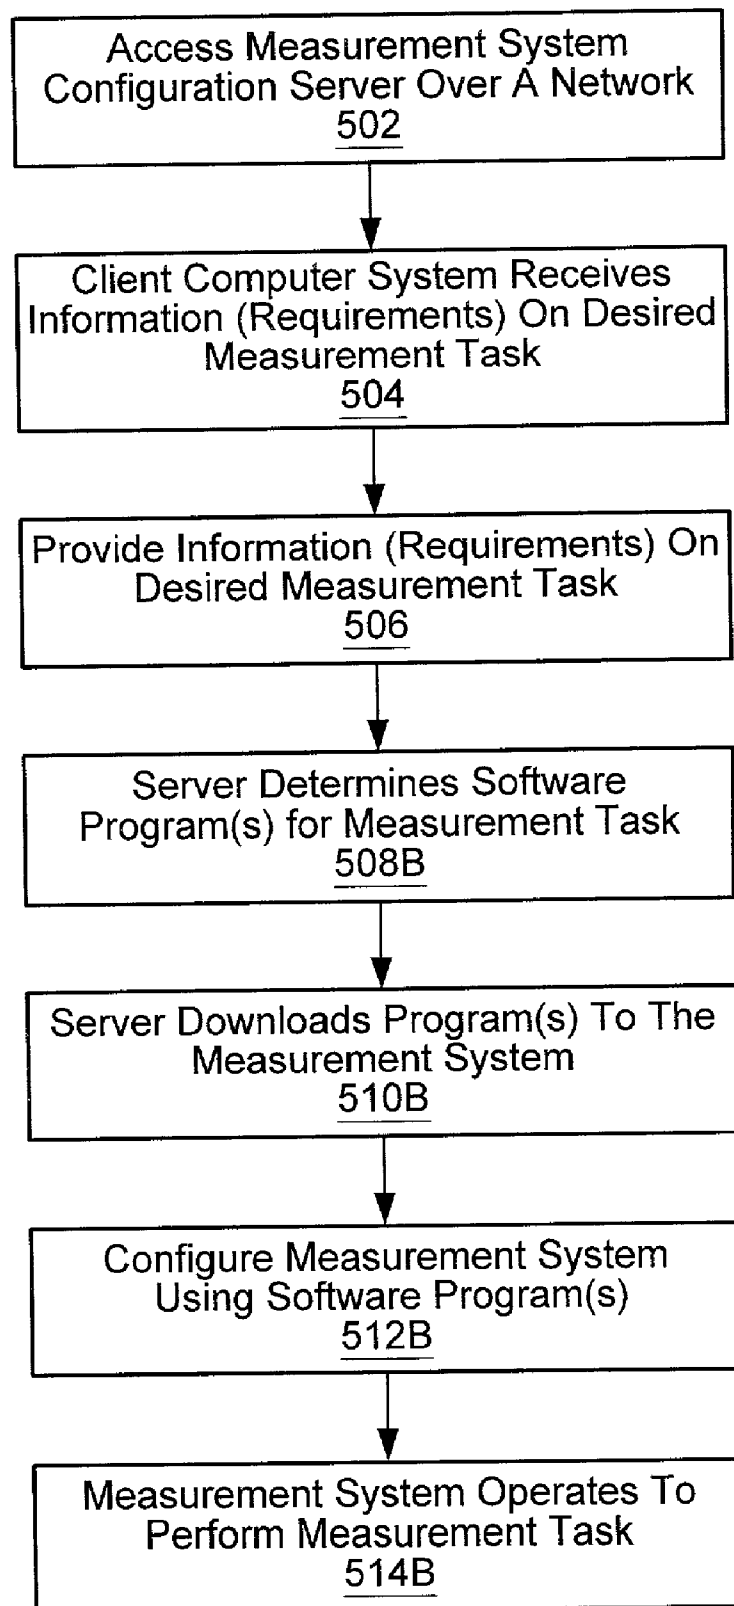 Access Measurement System
Configuration Server Over A Network
502
Client Computer System Receives
Information (Requirements) On Desired
Measurement Task
504
Provide Information (Requirements) On
Desired Measurement Task
506
Server Determines Software
Program(s) for Measurement Task
508B
Server Downloads Program(s) To The
Measurement System
510B
Configure Measurement System
Using Software Program(s)
512B
Measurement System Operates To
Perform Measurement Task
514B